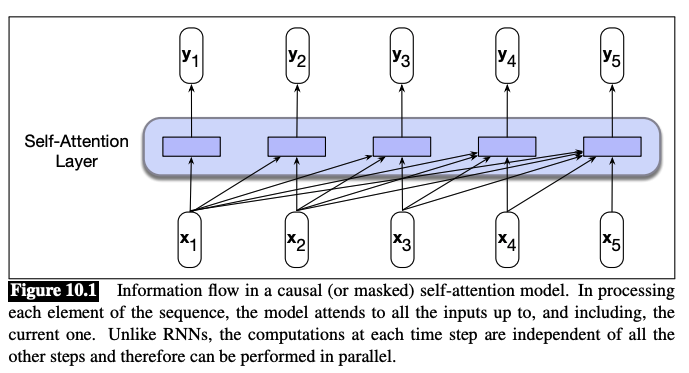 y1 y2 y3 y4 y5
Self-Attention
Layer
x1 x2 x3 x4 x5
Figure 10.1 Information flow in a causal (or masked) self-attention model. In processing
each element of the sequence, the model attends to all the inputs up to, and including, the
current one. Unlike RNNs, the computations at each time step are independent of all the
other steps and therefore can be performed in parallel.